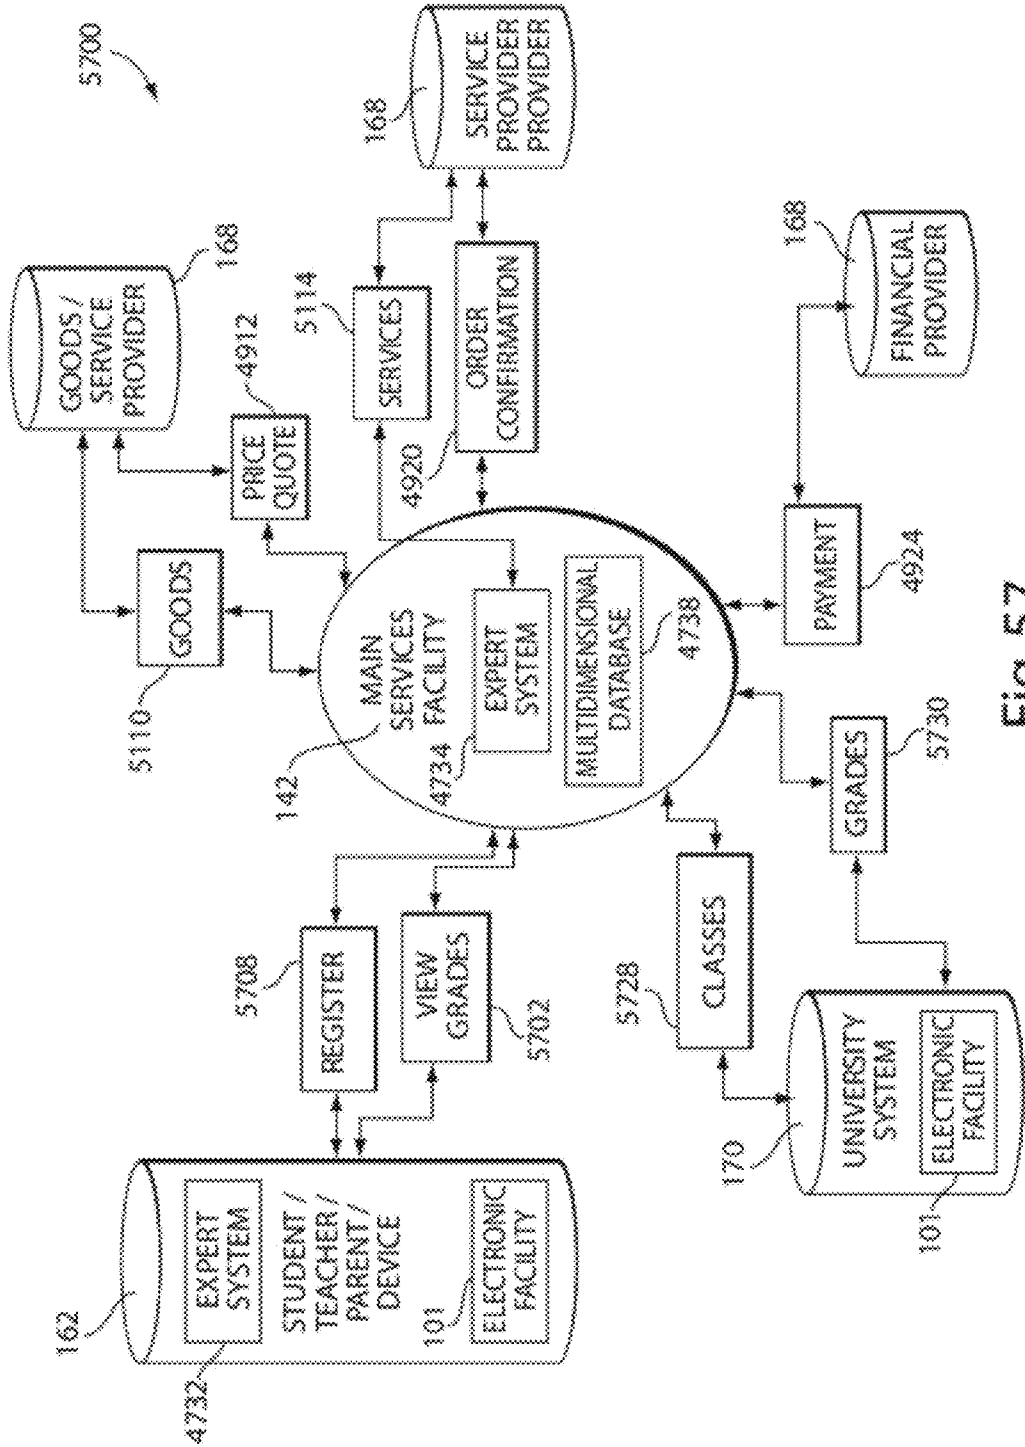 5700
162
EXPERT
SYSTEM
4732
STUDENT /
TEACHER /
PARENT /
DEVICE
101
ELECTRONIC
FACILITY
5708
REGISTER
VIEW
GRADES
5702
5110
GOODS
GOODS /
SERVICE
PROVIDER
168
4912
PRICE
QUOTE
142
MAIN
SERVICES
FACILITY
4734
EXPERT
SYSTEM
MULTIDIMENSIONAL
DATABASE
4738
5114
SERVICES
4920
ORDER
CONFIRMATION
168
SERVICE
PROVIDER
PROVIDER
5728
CLASSES
170
UNIVERSITY
SYSTEM
ELECTRONIC
FACILITY
101
GRADES
5730
PAYMENT
4924
168
FINANCIAL
PROVIDER
Fig. 57